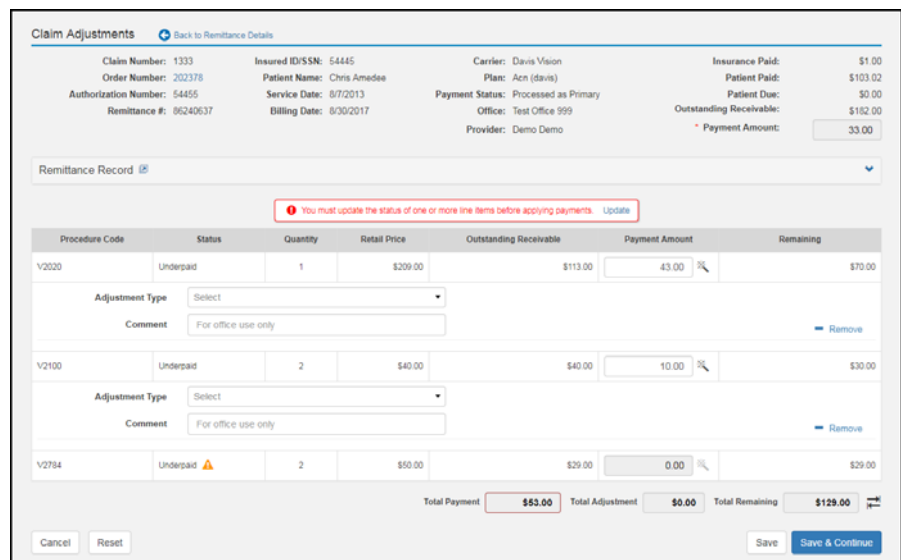 Claim Adjustments Back to Remittance Details
Claim Number: 1333 Insured ID/SSN: 54445 Carrier: Davis Vision Insurance Paid: $1.00
Order Number: 202378 Patient Name: Chris Amedee Plan: Acn (davis) Patient Paid: $103.02
Authorization Number: 54455 Service Date: 8/7/2013 Payment Status: Processed as Primary Patient Due: $0.00
Remittance #: 86240637 Billing Date: 8/30/2017 Office: Test Office 999 Outstanding Receivable: $182.00
Provider: Demo Demo * Payment Amount: 33.00
Remittance Record
You must update the status of one or more line items before applying payments. Update
Procedure Code Status Quantity Retail Price Outstanding Receivable Payment Amount Remaining
V2020 Underpaid 1 $209.00 $113.00 43.00 $70.00
Adjustment Type Select
Comment For office use only Remove
V2100 Underpaid 2 $40.00 $40.00 10.00 $30.00
Adjustment Type Select
Comment For office use only Remove
V2784 Underpaid 2 $50.00 $29.00 0.00 $29.00
Total Payment $53.00 Total Adjustment $0.00 Total Remaining $129.00
Cancel Reset Save Save & Continue